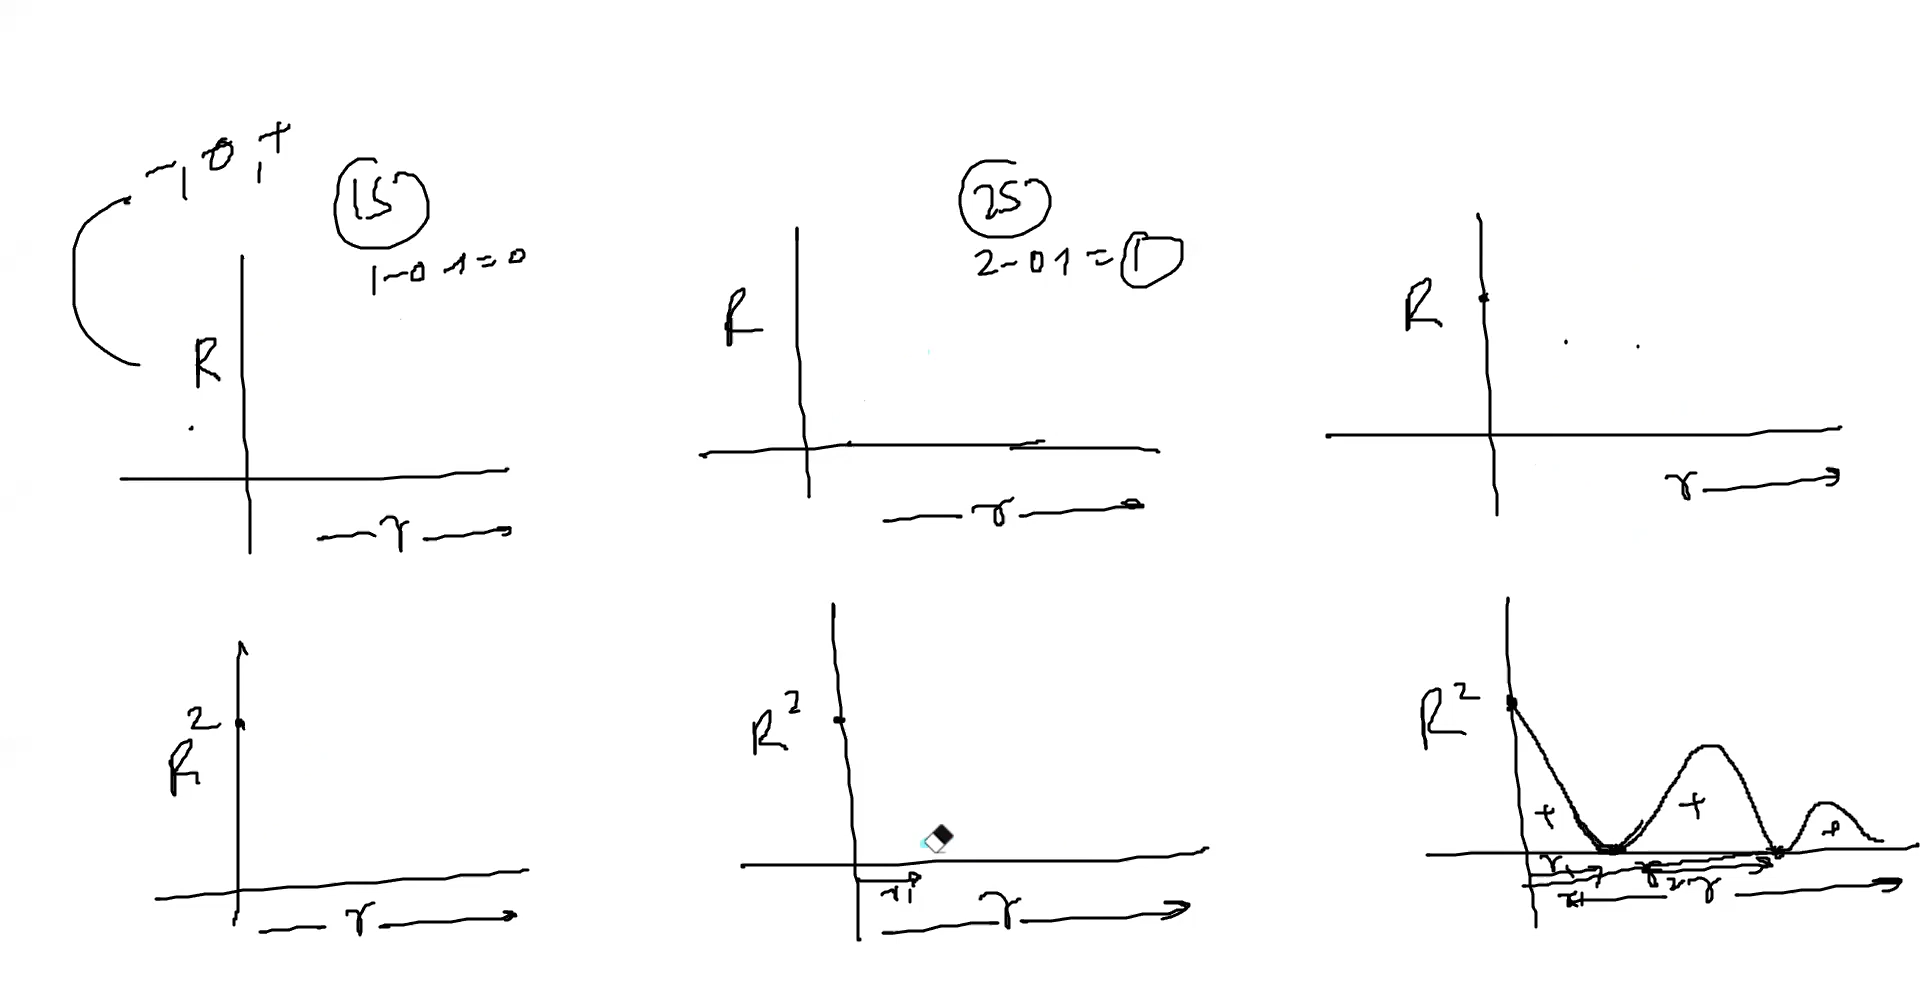 -, 0, +
1S
1-0-1=0
R
r
2S
2-0 1 = 1
R
r
R
r
R²
r
R²
r₁
r
R²
+
+
+
r₁
r₂
r